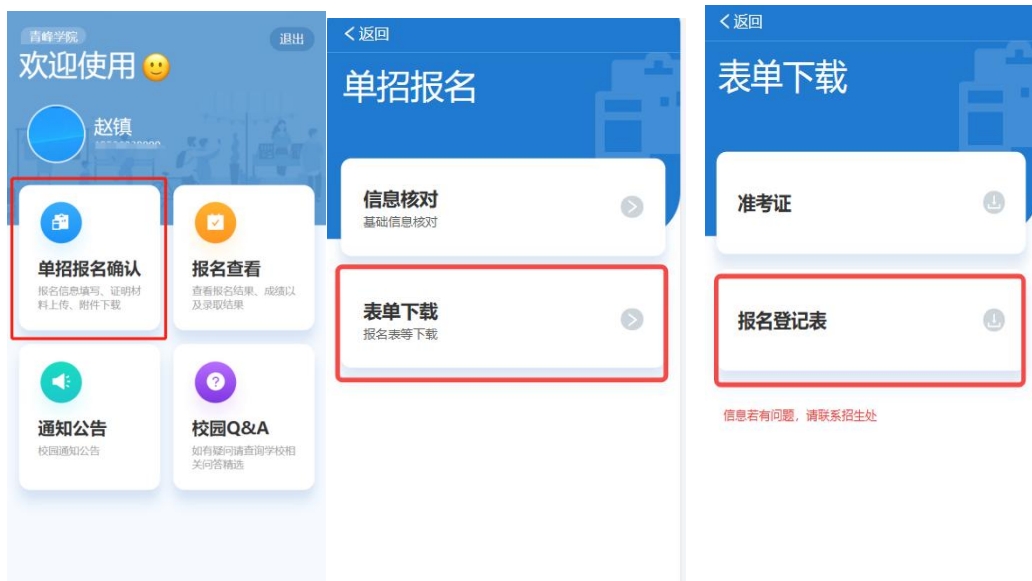 青峰学院
退出
欢迎使用
赵镇
单招报名确认
报名信息填写、证明材
料上传、附件下载
报名查看
查看报名结果、成绩以
及录取结果
通知公告
校园通知公告
校园Q&A
如有疑问请查询学校相
关问答精选
返回
单招报名
信息核对
基础信息核对
表单下载
报名表等下载
返回
表单下载
准考证
报名登记表
信息若有问题，请联系招生处